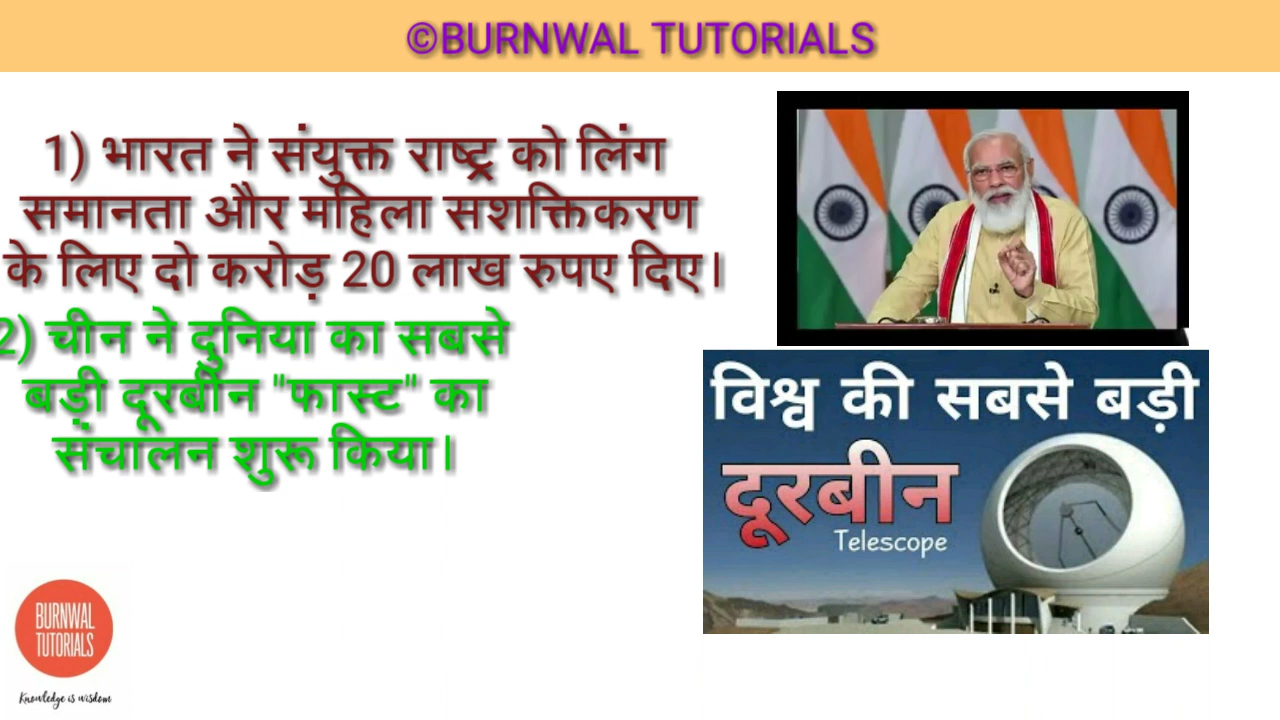 ©BURNWAL TUTORIALS
1) भारत ने संयुक्त राष्ट्र को लिंग
समानता और महिला सशक्तिकरण
के लिए दो करोड़ 20 लाख रुपए दिए।
2) चीन ने दुनिया का सबसे
बड़ी दूरबीन "फास्ट" का
संचालन शुरू किया।
विश्व की सबसे बड़ी
दूरबीन
Telescope
BURNWAL
TUTORIALS
Knowledge is wisdom